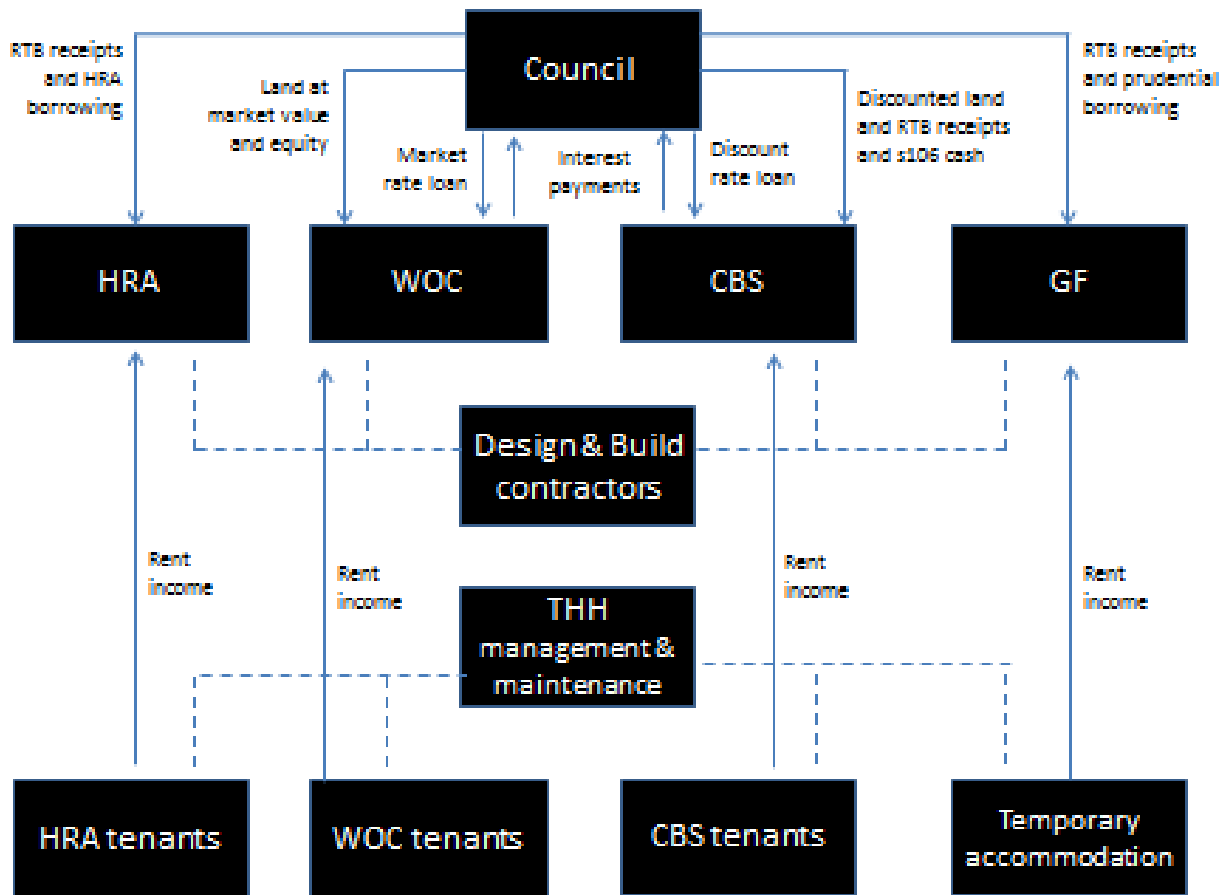 Council
RTB receipts
and HRA
borrowing
Land at
market value
and equity
Market
rate loan
Interest
payments
Discount
rate loan
Discounted land
and RTB receipts
and s106 cash
RTB receipts
and prudential
borrowing
HRA
WOC
CBS
GF
Design & Build
contractors
Rent
income
Rent
income
Rent
income
Rent
income
THH
management &
maintenance
HRA tenants
WOC tenants
CBS tenants
Temporary
accommodation